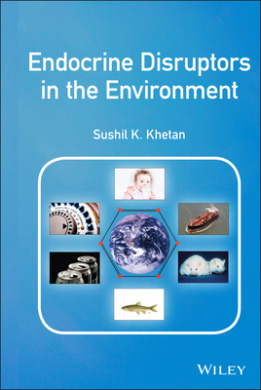 Endocrine Disruptors
in the Environment
Sushil K. Khetan
WILEY